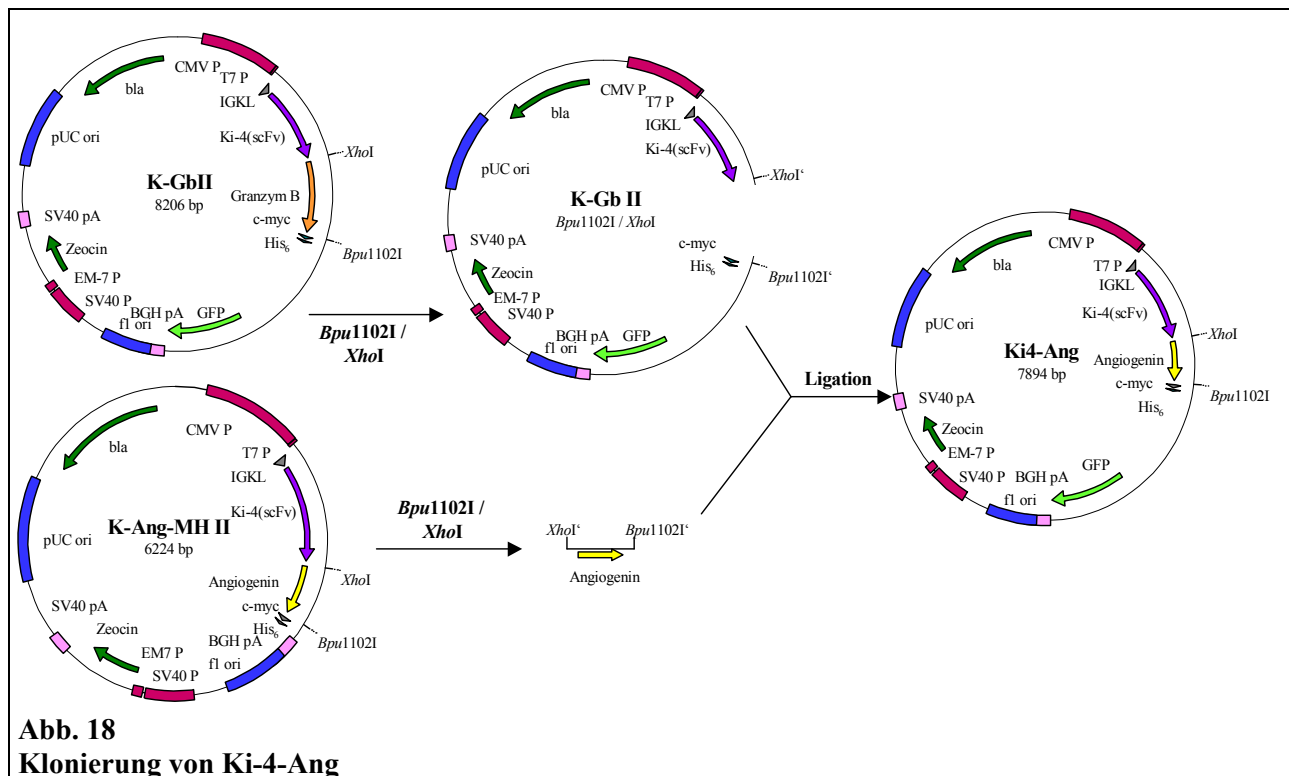 CMV P
T7 P
bla
IGKL
Ki-4(scFv)
pUC ori
XhoI
K-GbII
8206 bp
Granzym B
c-myc
His6
Bpu1102I
SV40 pA
Zeocin
EM-7 P
SV40 P
BGH pA
GFP
f1 ori
Bpu1102I /
XhoI
CMV P
T7 P
bla
IGKL
Ki-4(scFv)
pUC ori
XhoI‘
K-Gb II
Bpu1102I / XhoI
c-myc
His6
Bpu1102I‘
SV40 pA
Zeocin
EM-7 P
SV40 P
BGH pA
GFP
f1 ori
CMV P
T7 P
bla
IGKL
Ki-4(scFv)
pUC ori
K-Ang-MH II
6224 bp
XhoI
Angiogenin
c-myc
His6
Bpu1102I
SV40 pA
Zeocin
BGH pA
EM7 P
f1 ori
SV40 P
Bpu1102I /
XhoI
XhoI‘
Bpu1102I‘
Angiogenin
Ligation
CMV P
bla
T7 P
IGKL
Ki-4(scFv)
pUC ori
XhoI
Ki4-Ang
7894 bp
Angiogenin
c-myc
His6
Bpu1102I
SV40 pA
Zeocin
EM-7 P
SV40 P
BGH pA
GFP
f1 ori
Abb. 18
Klonierung von Ki-4-Ang